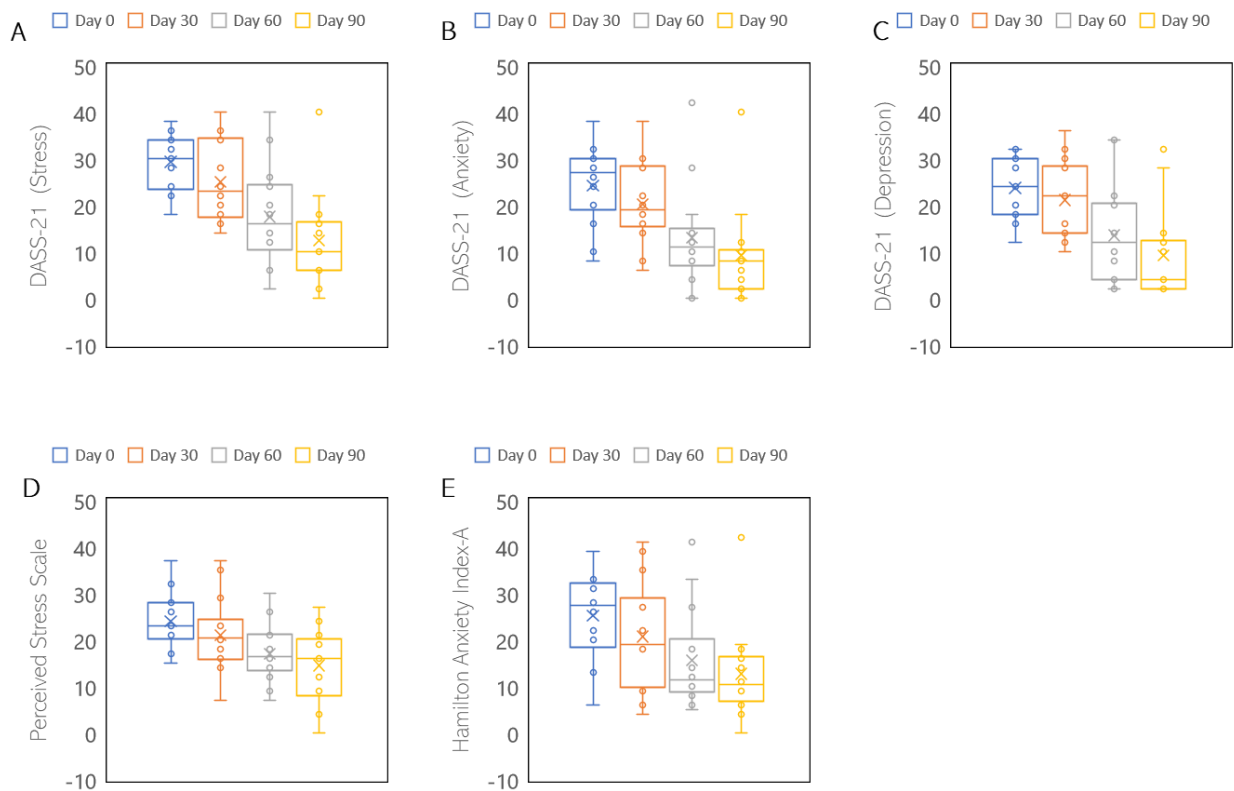 A
Day 0 Day 30 Day 60 Day 90
DASS-21 (Stress)
50
40
30
20
10
0
-10
B
Day 0 Day 30 Day 60 Day 90
DASS-21 (Anxiety)
50
40
30
20
10
0
-10
C
Day 0 Day 30 Day 60 Day 90
DASS-21 (Depression)
50
40
30
20
10
0
-10
D
Day 0 Day 30 Day 60 Day 90
Perceived Stress Scale
50
40
30
20
10
0
-10
E
Day 0 Day 30 Day 60 Day 90
Hamilton Anxiety Index-A
50
40
30
20
10
0
-10